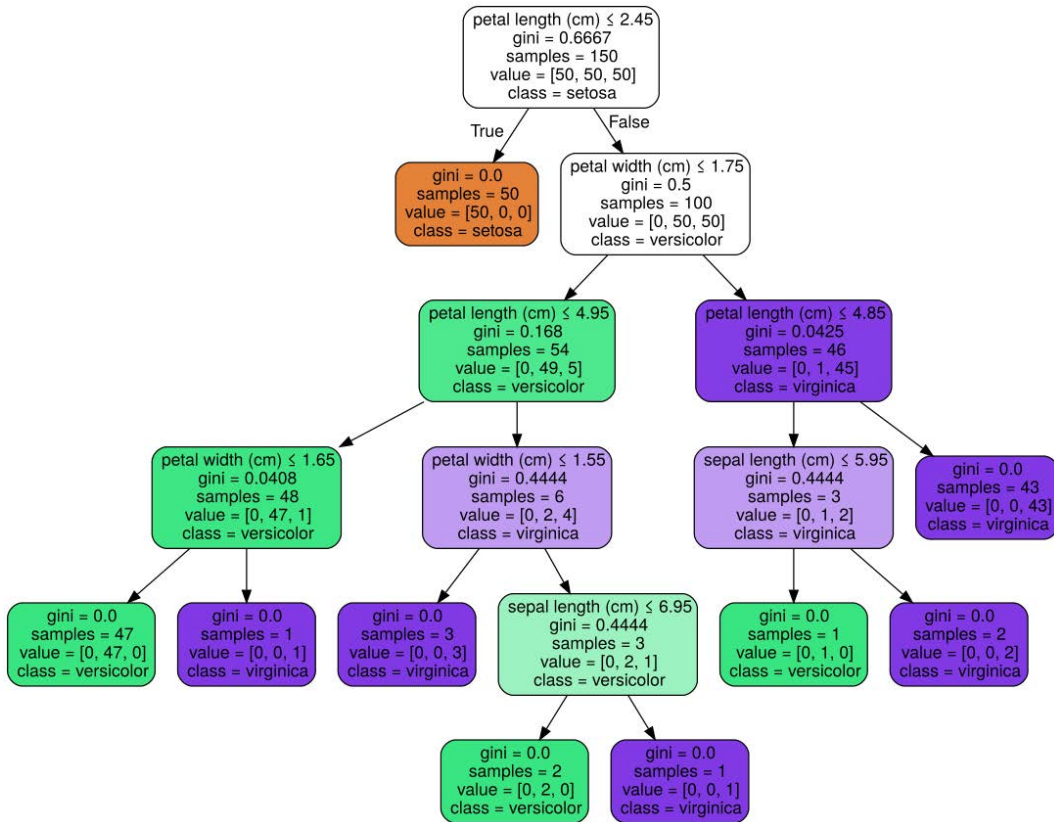 petal length (cm) ≤ 2.45
gini = 0.6667
samples = 150
value = [50, 50, 50]
class = setosa
True
False
gini = 0.0
samples = 50
value = [50, 0, 0]
class = setosa
petal width (cm) ≤ 1.75
gini = 0.5
samples = 100
value = [0, 50, 50]
class = versicolor
petal length (cm) ≤ 4.95
gini = 0.168
samples = 54
value = [0, 49, 5]
class = versicolor
petal length (cm) ≤ 4.85
gini = 0.0425
samples = 46
value = [0, 1, 45]
class = virginica
petal width (cm) ≤ 1.65
gini = 0.0408
samples = 48
value = [0, 47, 1]
class = versicolor
petal width (cm) ≤ 1.55
gini = 0.4444
samples = 6
value = [0, 2, 4]
class = virginica
sepal length (cm) ≤ 5.95
gini = 0.4444
samples = 3
value = [0, 1, 2]
class = virginica
gini = 0.0
samples = 43
value = [0, 0, 43]
class = virginica
gini = 0.0
samples = 47
value = [0, 47, 0]
class = versicolor
gini = 0.0
samples = 1
value = [0, 0, 1]
class = virginica
gini = 0.0
samples = 3
value = [0, 0, 3]
class = virginica
sepal length (cm) ≤ 6.95
gini = 0.4444
samples = 3
value = [0, 2, 1]
class = versicolor
gini = 0.0
samples = 1
value = [0, 1, 0]
class = versicolor
gini = 0.0
samples = 2
value = [0, 0, 2]
class = virginica
gini = 0.0
samples = 2
value = [0, 2, 0]
class = versicolor
gini = 0.0
samples = 1
value = [0, 0, 1]
class = virginica